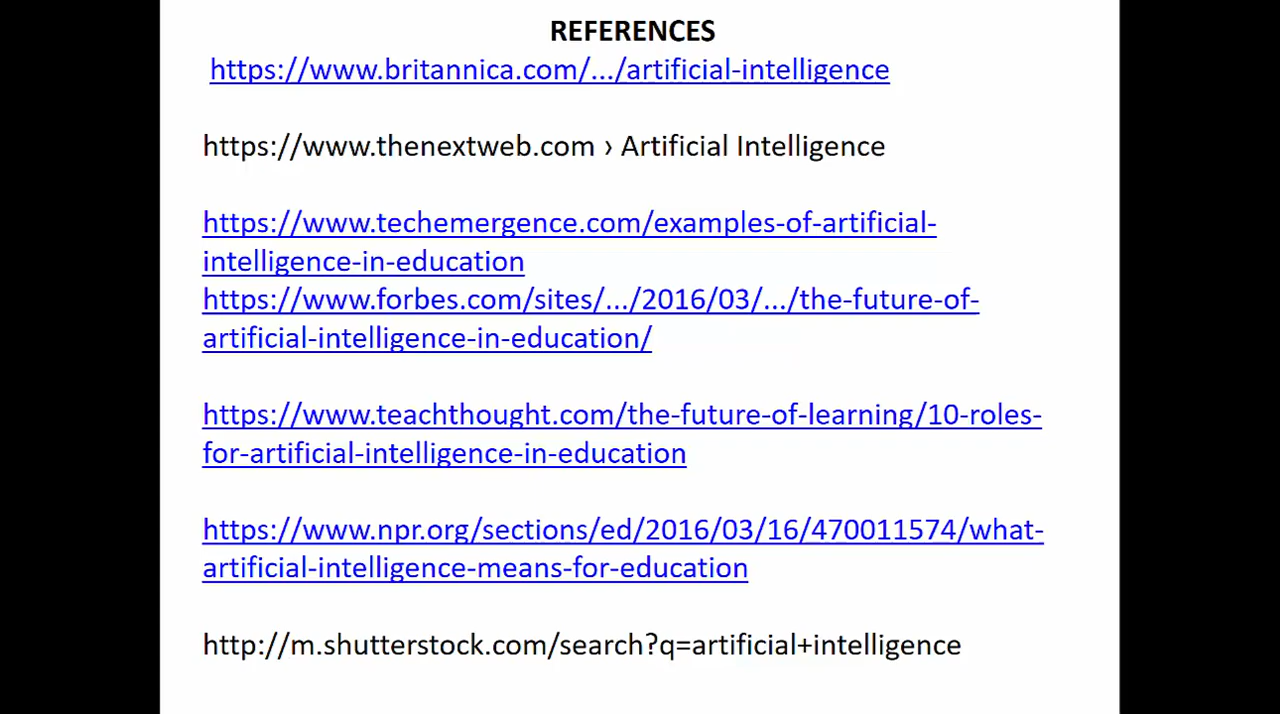 REFERENCES
https://www.britannica.com/.../artificial-intelligence
https://www.thenextweb.com › Artificial Intelligence
https://www.techemergence.com/examples-of-artificial-
intelligence-in-education
https://www.forbes.com/sites/.../2016/03/.../the-future-of-
artificial-intelligence-in-education/
https://www.teachthought.com/the-future-of-learning/10-roles-
for-artificial-intelligence-in-education
https://www.npr.org/sections/ed/2016/03/16/470011574/what-
artificial-intelligence-means-for-education
http://m.shutterstock.com/search?q=artificial+intelligence